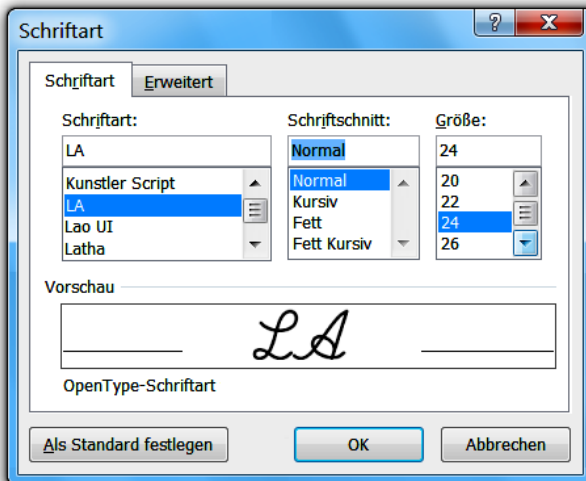 Schriftart
Schriftart Erweitert
Schriftart: Schriftschnitt: Größe:
LA Normal 24
Kunstler Script Normal 20
LA Kursiv 22
Lao UI Fett 24
Latha Fett Kursiv 26
Vorschau
LA
OpenType-Schriftart
Als Standard festlegen OK Abbrechen